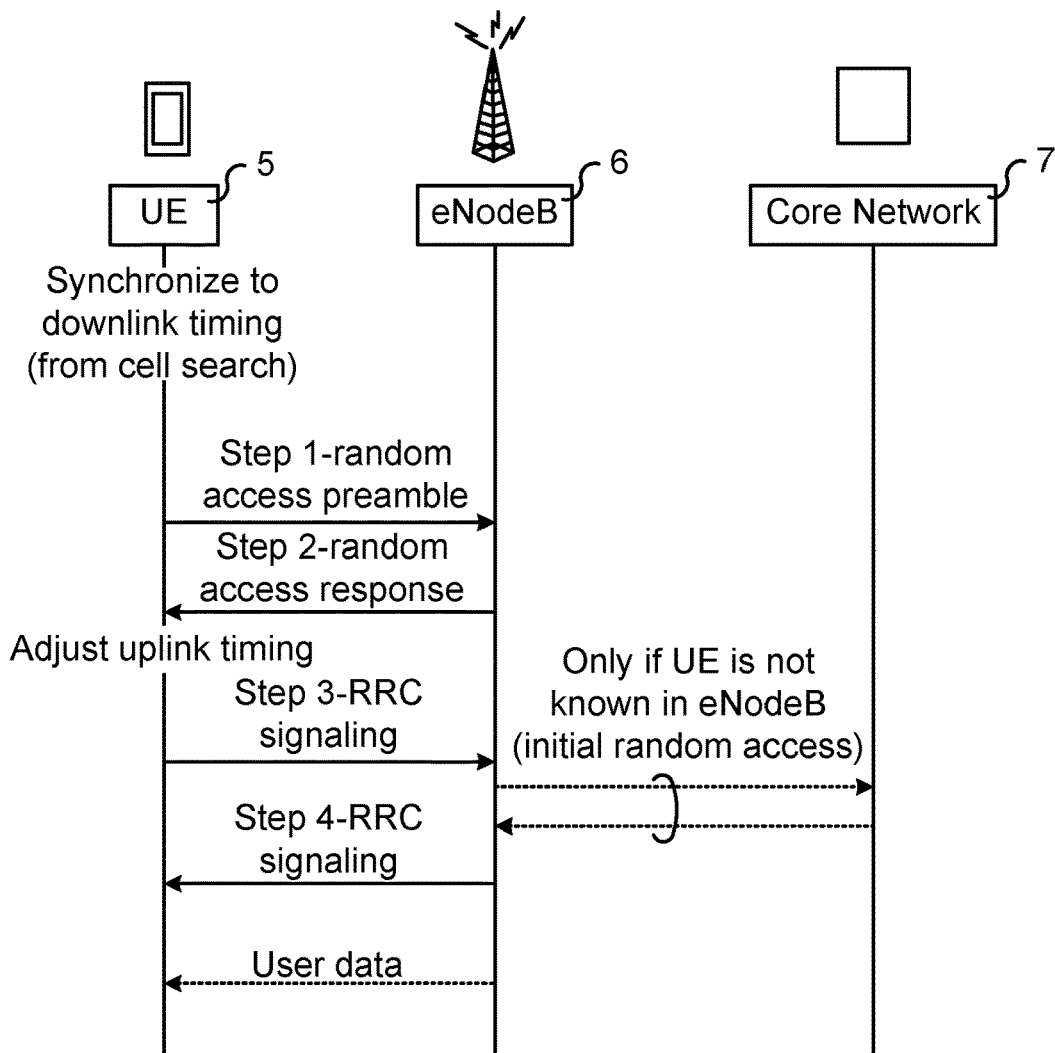 5
6
7
UE
eNodeB
Core Network
Synchronize to
downlink timing
(from cell search)
Step 1-random
access preamble
Step 2-random
access response
Adjust uplink timing
Only if UE is not
known in eNodeB
(initial random access)
Step 3-RRC
signaling
Step 4-RRC
signaling
User data